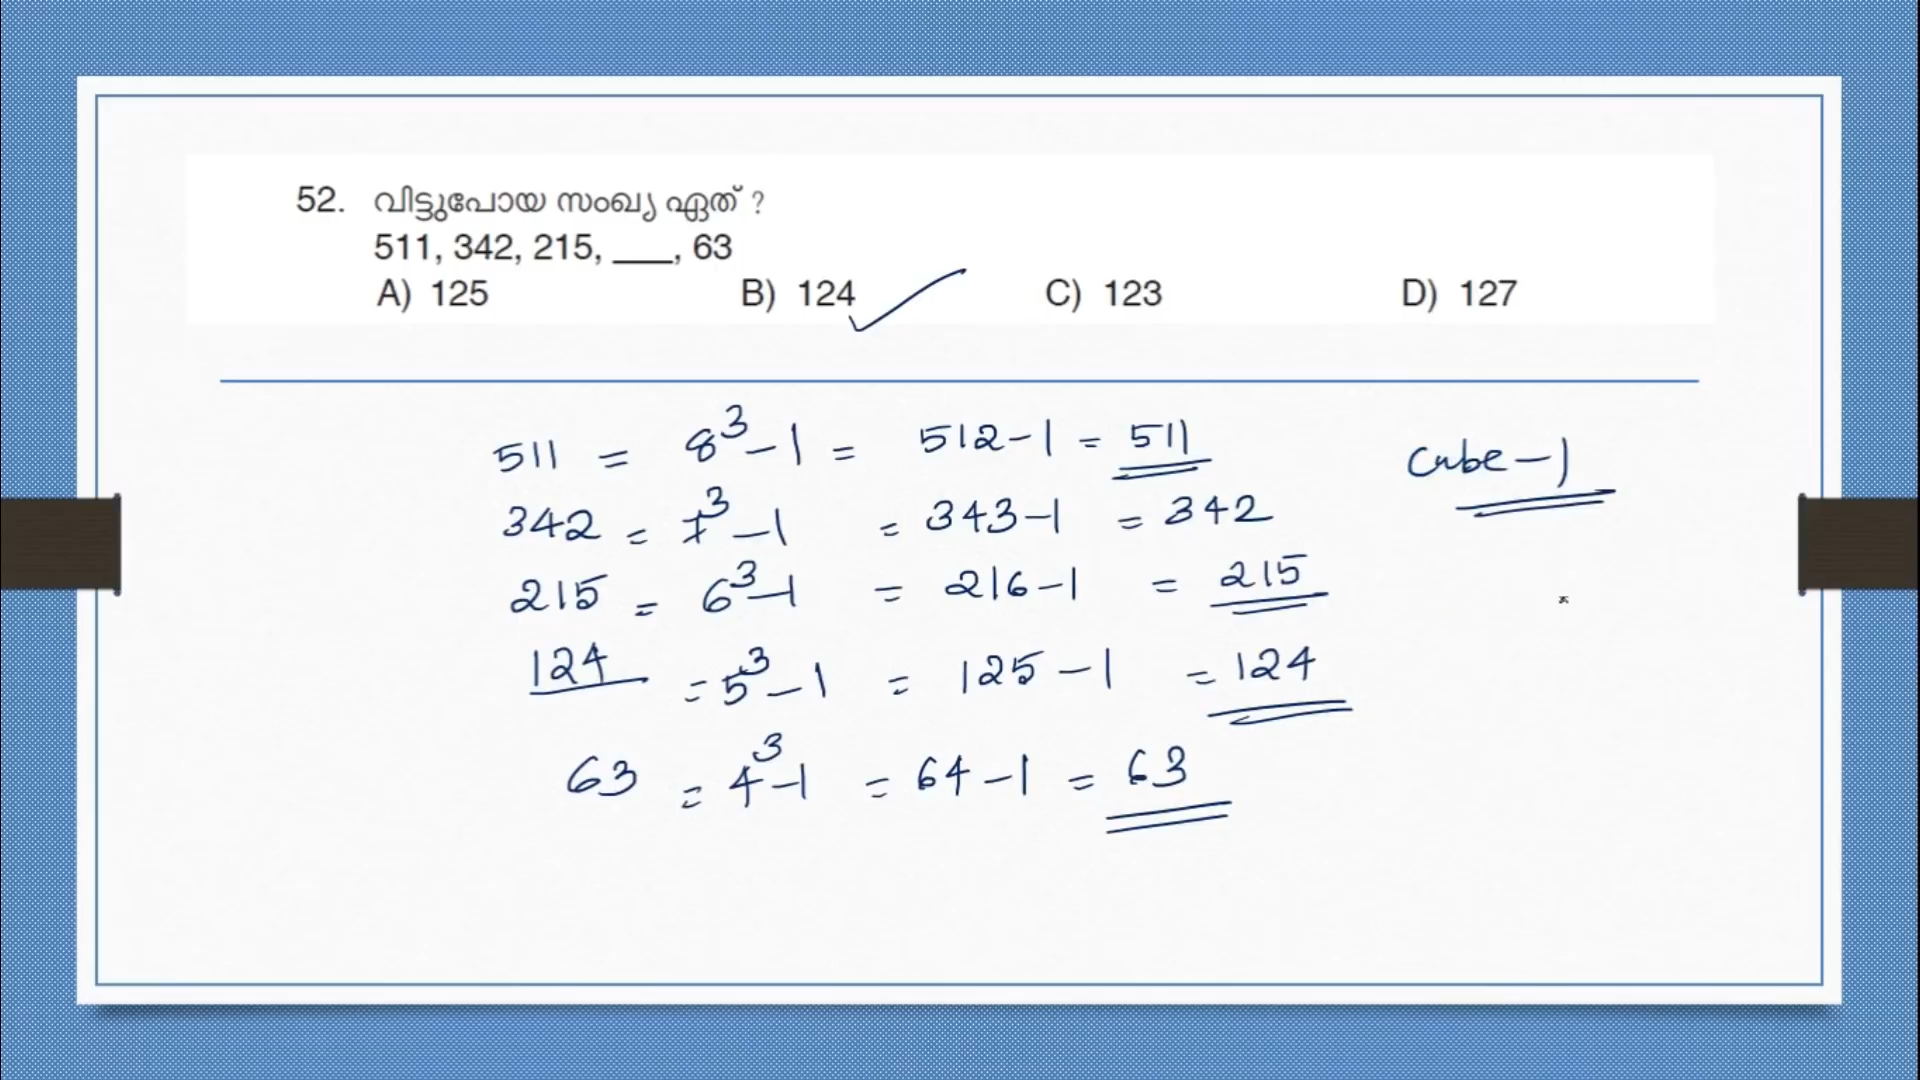 52. വിട്ടുപോയ സംഖ്യ ഏത് ?
511, 342, 215, ___, 63
A) 125 B) 124 C) 123 D) 127
511 = 8³-1 = 512-1 = 511
cube-1
342 = 7³-1 = 343-1 = 342
215 = 6³-1 = 216-1 = 215
124 = 5³-1 = 125-1 = 124
63 = 4³-1 = 64-1 = 63